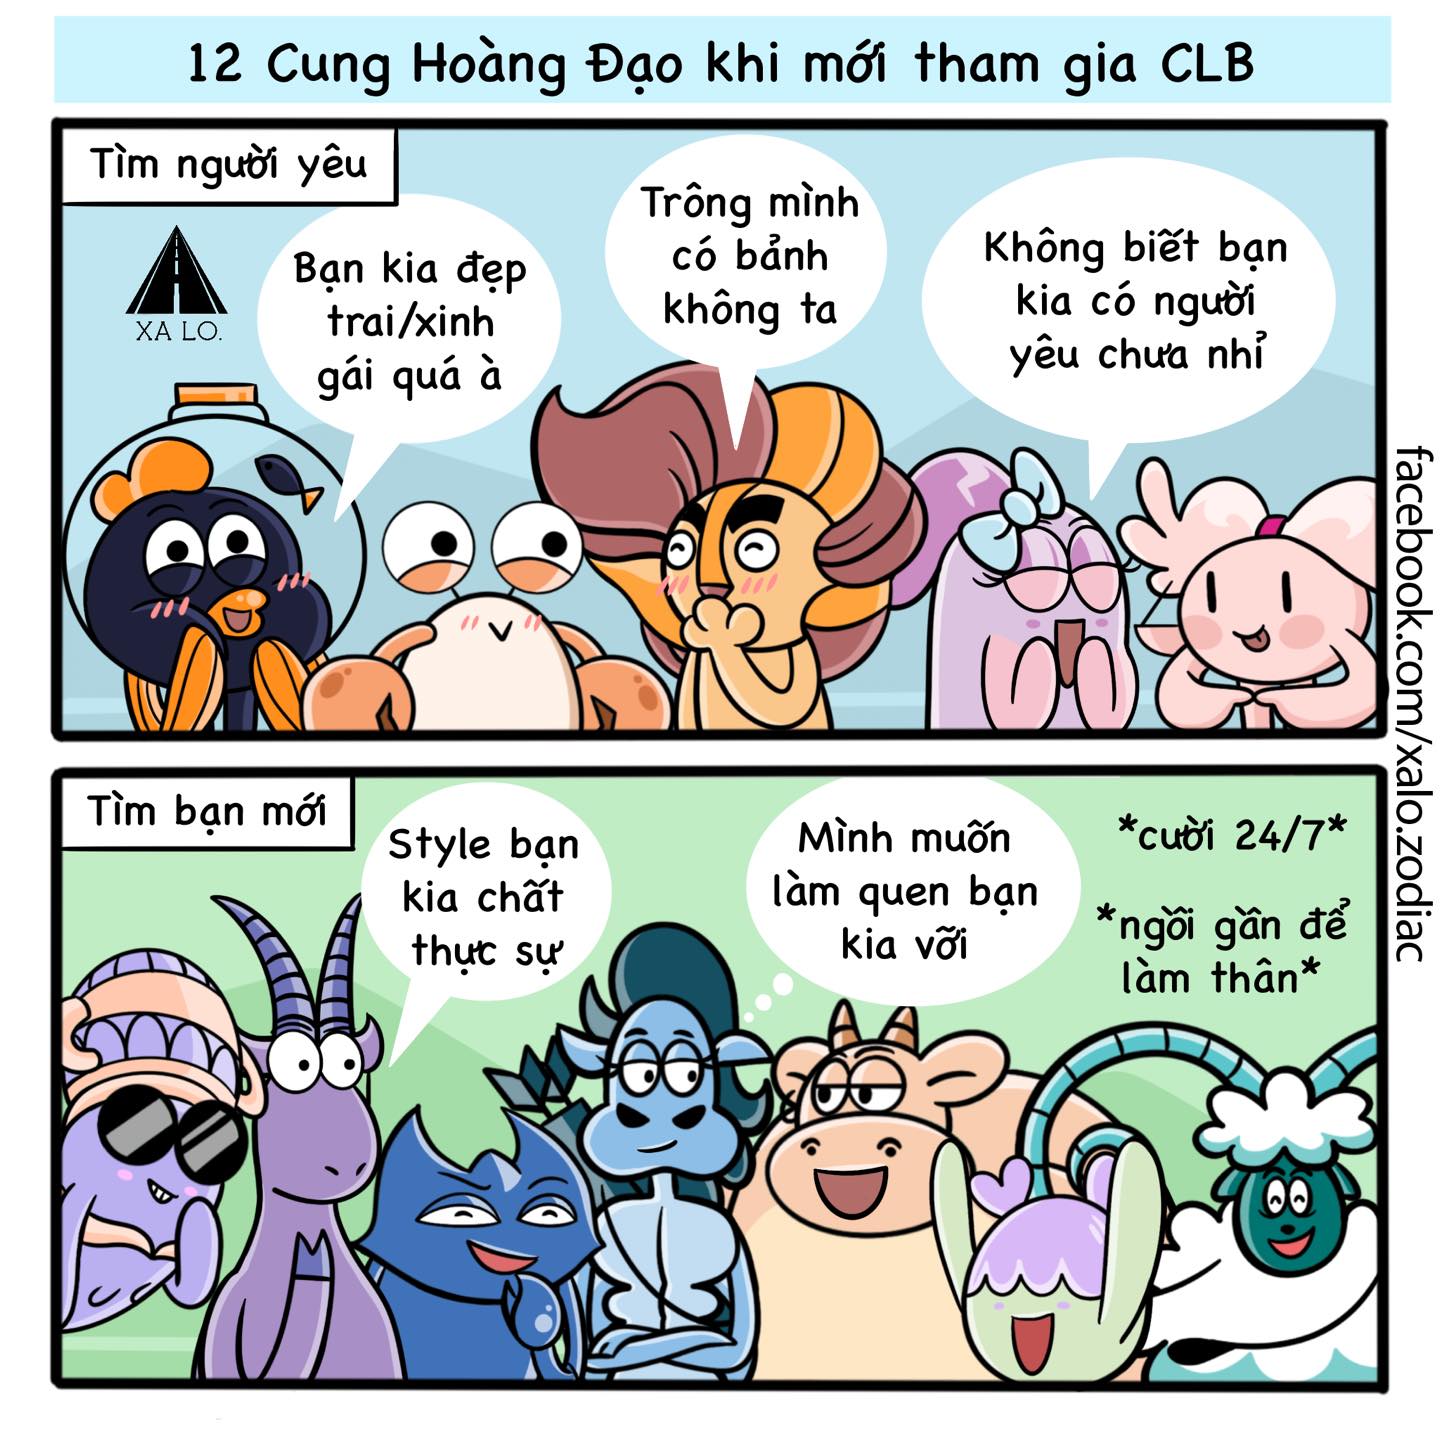 12 Cung Hoàng Đạo khi mới tham gia CLB
Tìm người yêu
XA LO.
Bạn kia đẹp
trai/xinh
gái quá à
Trông mình
có bảnh
không ta
Không biết bạn
kia có người
yêu chưa nhỉ
facebook.com/xalo.zodiac
Tìm bạn mới
Style bạn
kia chất
thực sự
Mình muốn
làm quen bạn
kia vỡi
*cười 24/7*
*ngồi gần để
làm thân*